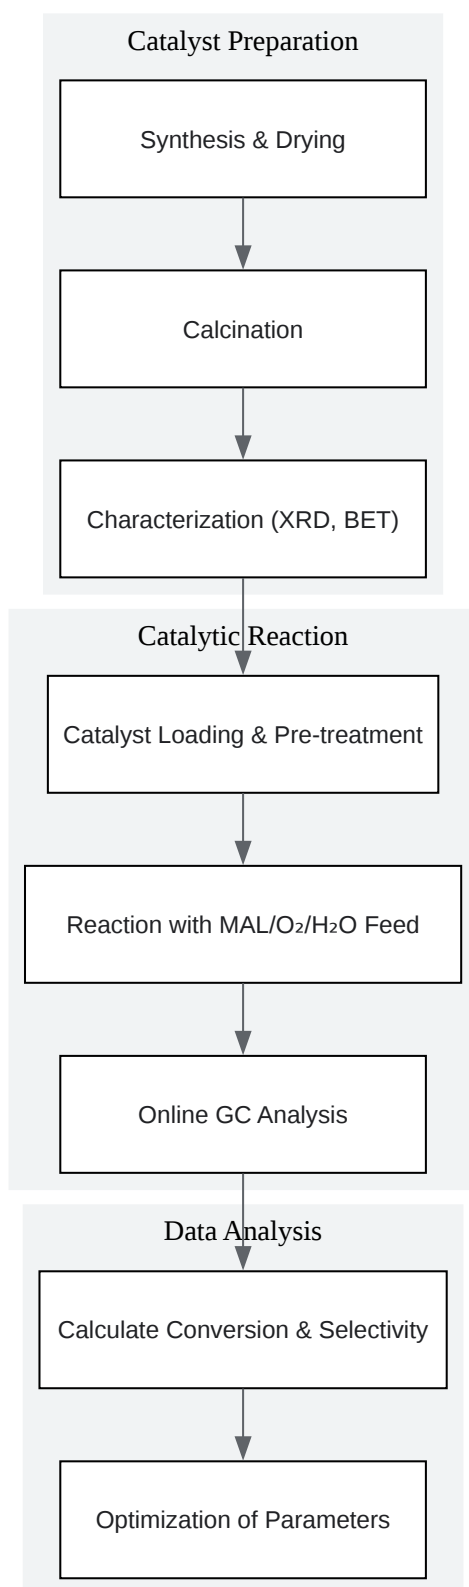 Catalyst Preparation
Synthesis & Drying
Calcination
Characterization (XRD, BET)
Catalytic Reaction
Catalyst Loading & Pre-treatment
Reaction with MAL/O₂/H₂O Feed
Online GC Analysis
Data Analysis
Calculate Conversion & Selectivity
Optimization of Parameters